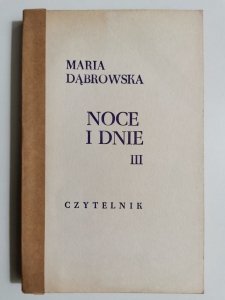 MARIA
DĄBROWSKA
NOCE
I DNIE
III
CZYTELNIK